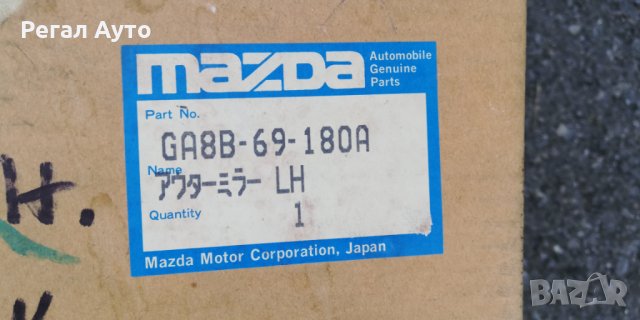 Регал Ауто
mazda
Automobile
Genuine
Parts
Part No.
GA8B-69-180A
Name
アウターミラー LH
Quantity
1
Mazda Motor Corporation, Japan
H.
BAZAR